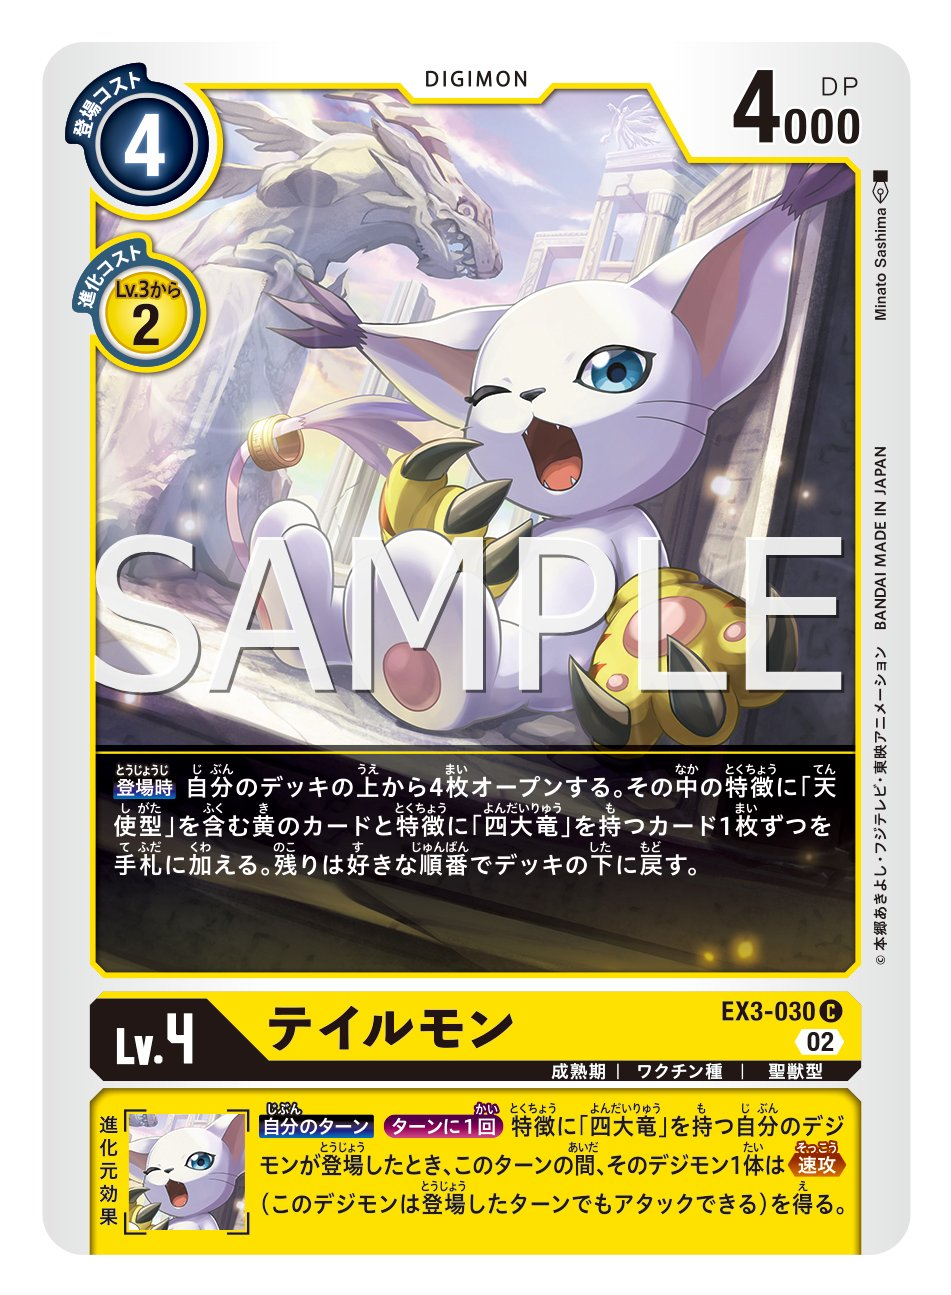 DIGIMON
登場コスト
4
DP
4000
進化コスト
Lv.3から
2
Minato Sashima
BANDAI MADE IN JAPAN
©本郷あきよし・フジテレビ・東映アニメーション
SAMPLE
登場時 自分のデッキの上から4枚オープンする。その中の特徴に「天
使型」を含む黄のカードと特徴に「四大竜」を持つカード1枚ずつを
手札に加える。残りは好きな順番でデッキの下に戻す。
Lv.4
テイルモン
EX3-030 C
02
成熟期 | ワクチン種 | 聖獣型
進化元効果
自分のターン ターンに1回 特徴に「四大竜」を持つ自分のデジ
モンが登場したとき、このターンの間、そのデジモン1体は 速攻
(このデジモンは登場したターンでもアタックできる)を得る。